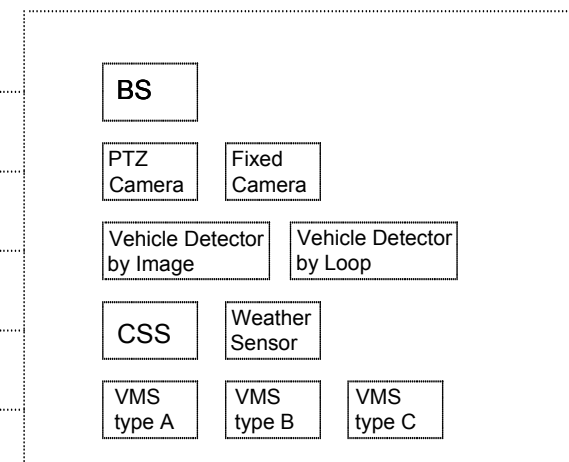 BS
PTZ
Camera
Fixed
Camera
Vehicle Detector
by Image
Vehicle Detector
by Loop
CSS
Weather
Sensor
VMS
type A
VMS
type B
VMS
type C